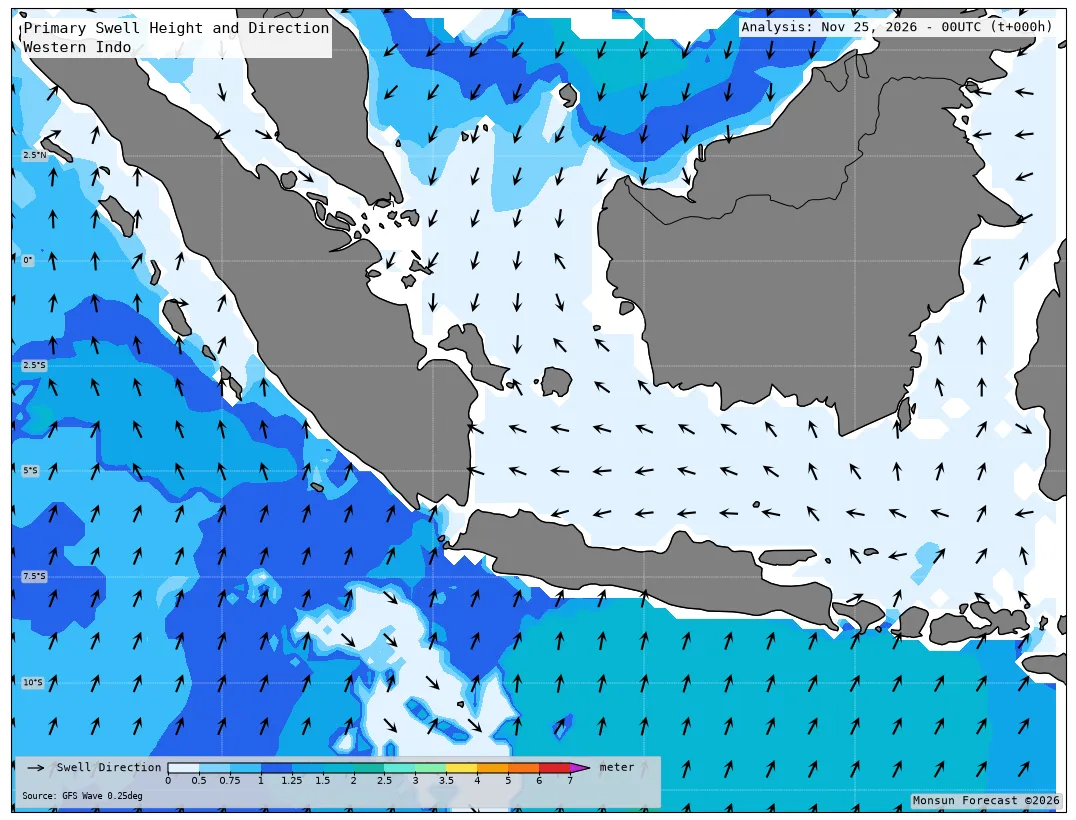 Primary Swell Height and Direction
Western Indo
Analysis: Nov 25, 2026 - 00UTC (t+000h)
2.5°N
0°
2.5°S
5°S
7.5°S
10°S
Swell Direction
0 0.5 0.75 1 1.25 1.5 2 2.5 3 3.5 4 5 6 7
meter
Source: GFS Wave 0.25deg
Monsun Forecast ©2026